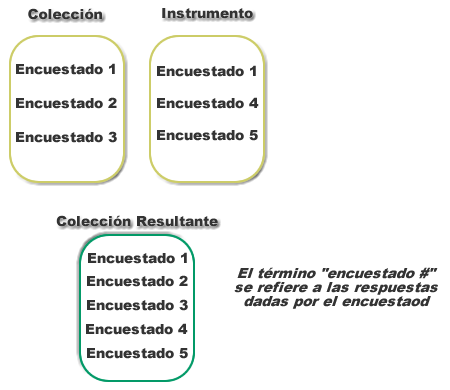 Colección
Encuestado 1
Encuestado 2
Encuestado 3
Instrumento
Encuestado 1
Encuestado 4
Encuestado 5
Colección Resultante
Encuestado 1
Encuestado 2
Encuestado 3
Encuestado 4
Encuestado 5
El término "encuestado #"
se refiere a las respuestas
dadas por el encuestaod